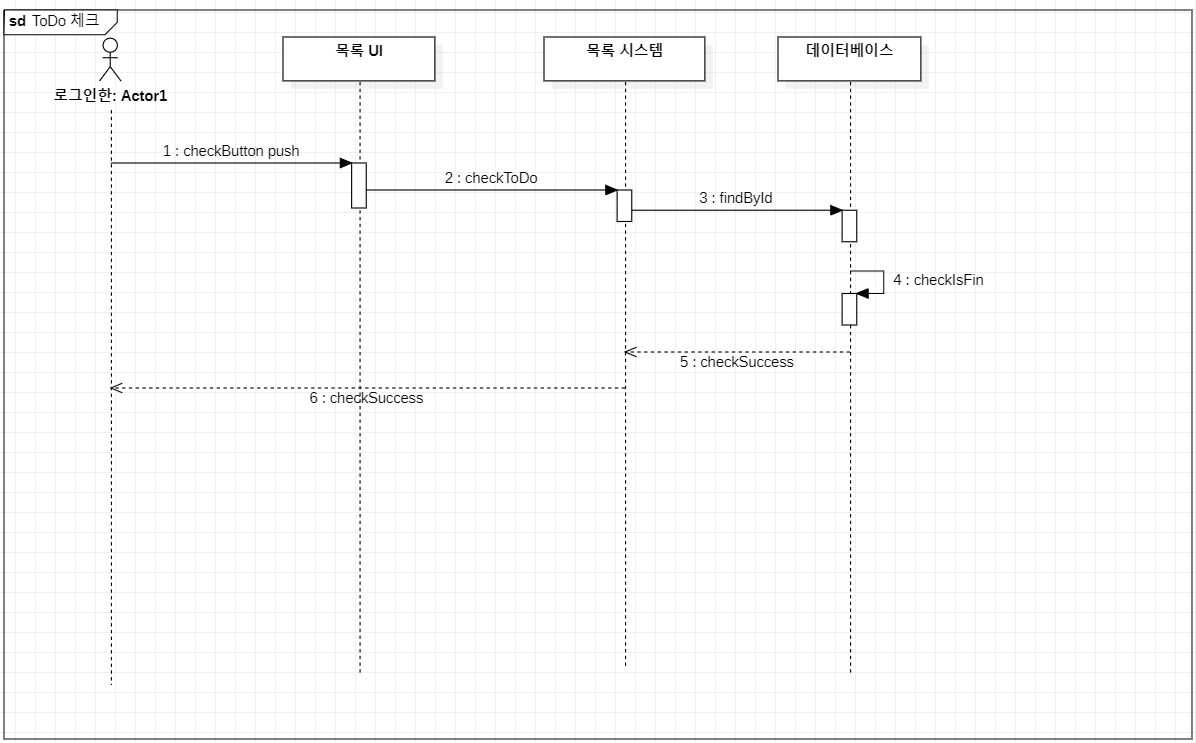 sd ToDo 체크
목록 UI
목록 시스템
데이터베이스
로그인한: Actor1
1 : checkButton push
2 : checkToDo
3 : findById
4 : checkIsFin
5 : checkSuccess
6 : checkSuccess